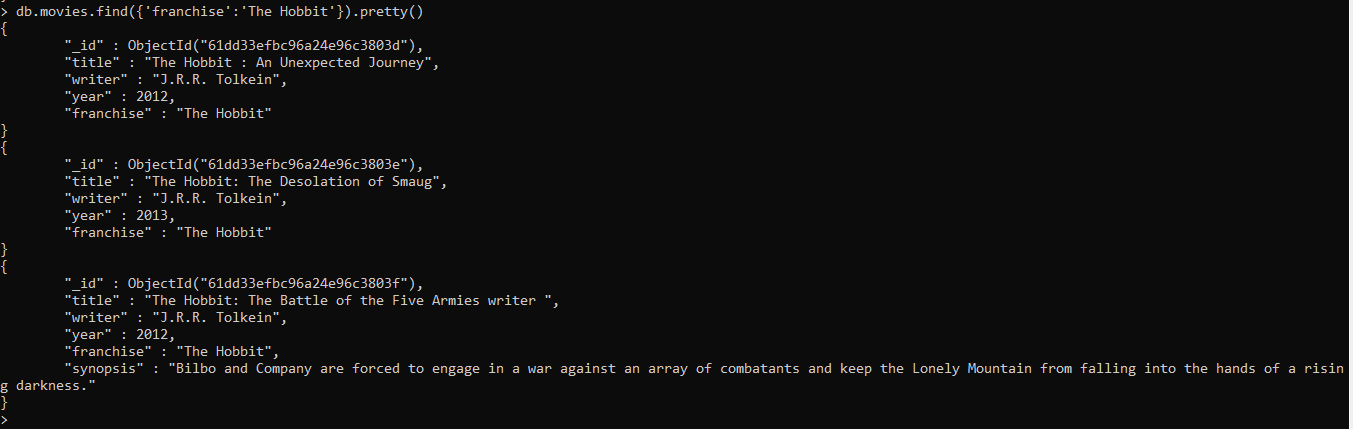 > db.movies.find({'franchise':'The Hobbit'}).pretty()
{
"_id" : ObjectId("61dd33efbc96a24e96c3803d"),
"title" : "The Hobbit : An Unexpected Journey",
"writer" : "J.R.R. Tolkein",
"year" : 2012,
"franchise" : "The Hobbit"
}
{
"_id" : ObjectId("61dd33efbc96a24e96c3803e"),
"title" : "The Hobbit: The Desolation of Smaug",
"writer" : "J.R.R. Tolkein",
"year" : 2013,
"franchise" : "The Hobbit"
}
{
"_id" : ObjectId("61dd33efbc96a24e96c3803f"),
"title" : "The Hobbit: The Battle of the Five Armies writer ",
"writer" : "J.R.R. Tolkein",
"year" : 2012,
"franchise" : "The Hobbit",
"synopsis" : "Bilbo and Company are forced to engage in a war against an array of combatants and keep the Lonely Mountain from falling into the hands of a risin
g darkness."
}
>